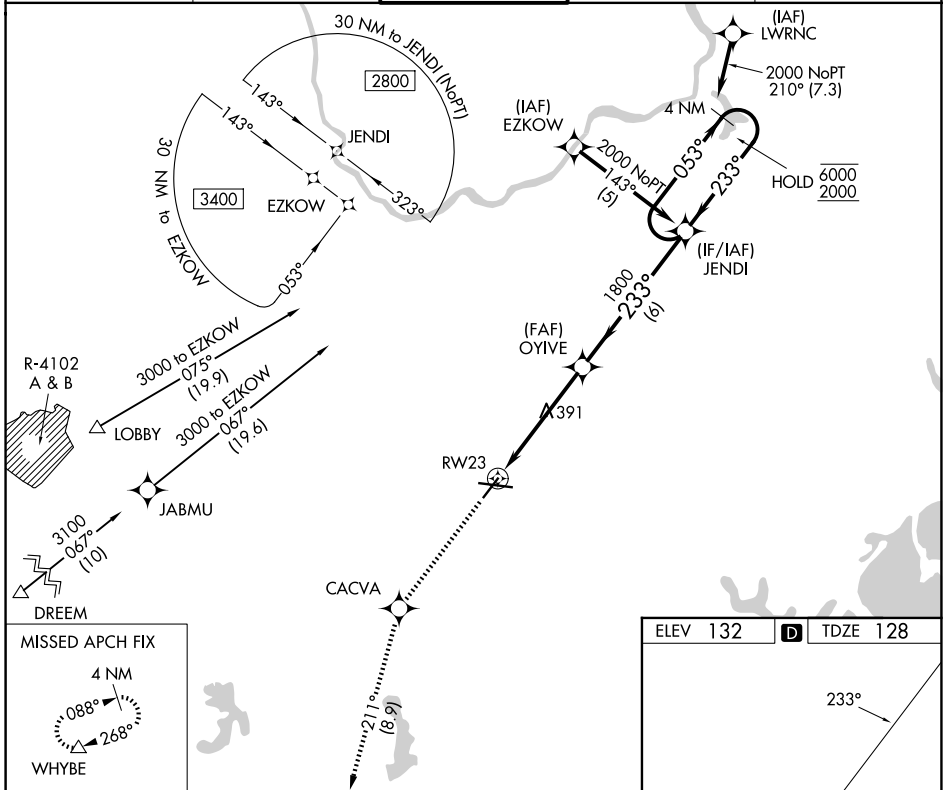 30 NM to JENDI (NoPT)
2800
143°
JENDI
323°
143°
30 NM to EZKOW
3400
EZKOW
053°
(IAF)
LWRNC
2000 NoPT
210° (7.3)
4 NM
(IAF)
EZKOW
2000 NoPT
143°
(5)
053°
233°
HOLD 6000
2000
(IF/IAF)
JENDI
1800
233°
(6)
(FAF)
OYIVE
391
RW23
3000 to EZKOW
075°
(19.9)
R-4102
A & B
LOBBY
3000 to EZKOW
067°
(19.6)
JABMU
3100
067°
(10)
DREEM
CACVA
211°
(8.9)
MISSED APCH FIX
4 NM
088°
268°
WHYBE
ELEV 132 D TDZE 128
233°